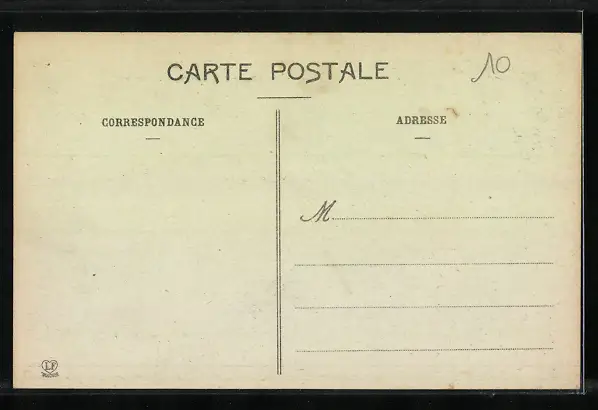 CARTE POSTALE
10
CORRESPONDANCE
ADRESSE
M